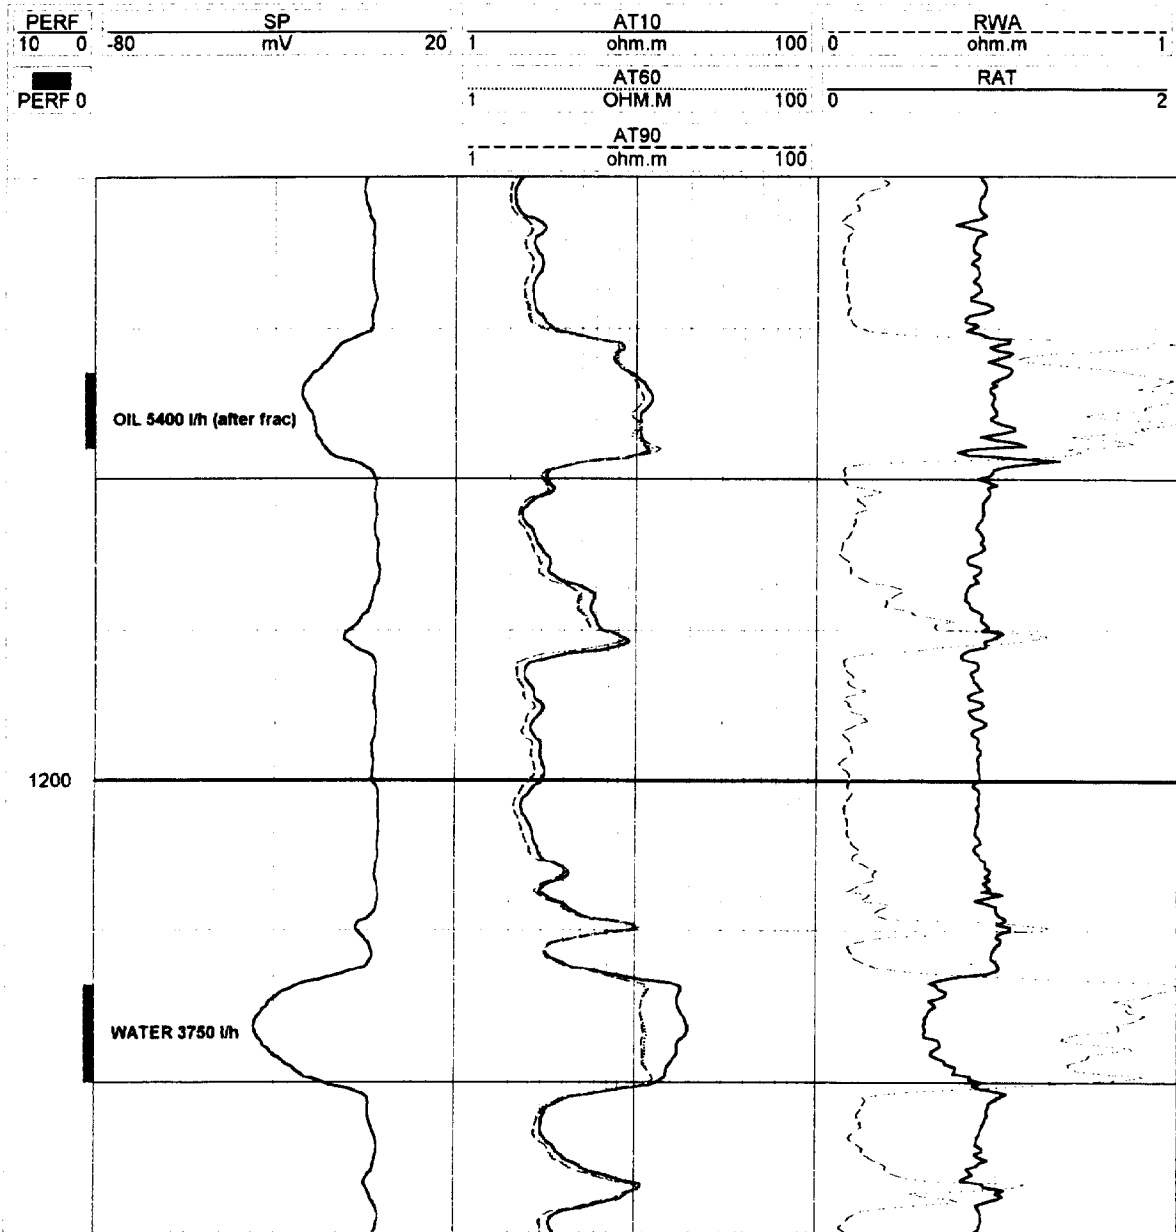 PERF SP AT10 RWA
10 0 -80 mV 20 1 ohm.m 100 0 ohm.m 1
AT60 RAT
PERF 0 1 OHM.M 100 0 2
AT90
1 ohm.m 100
OIL 5400 l/h (after frac)
1200
WATER 3750 l/h